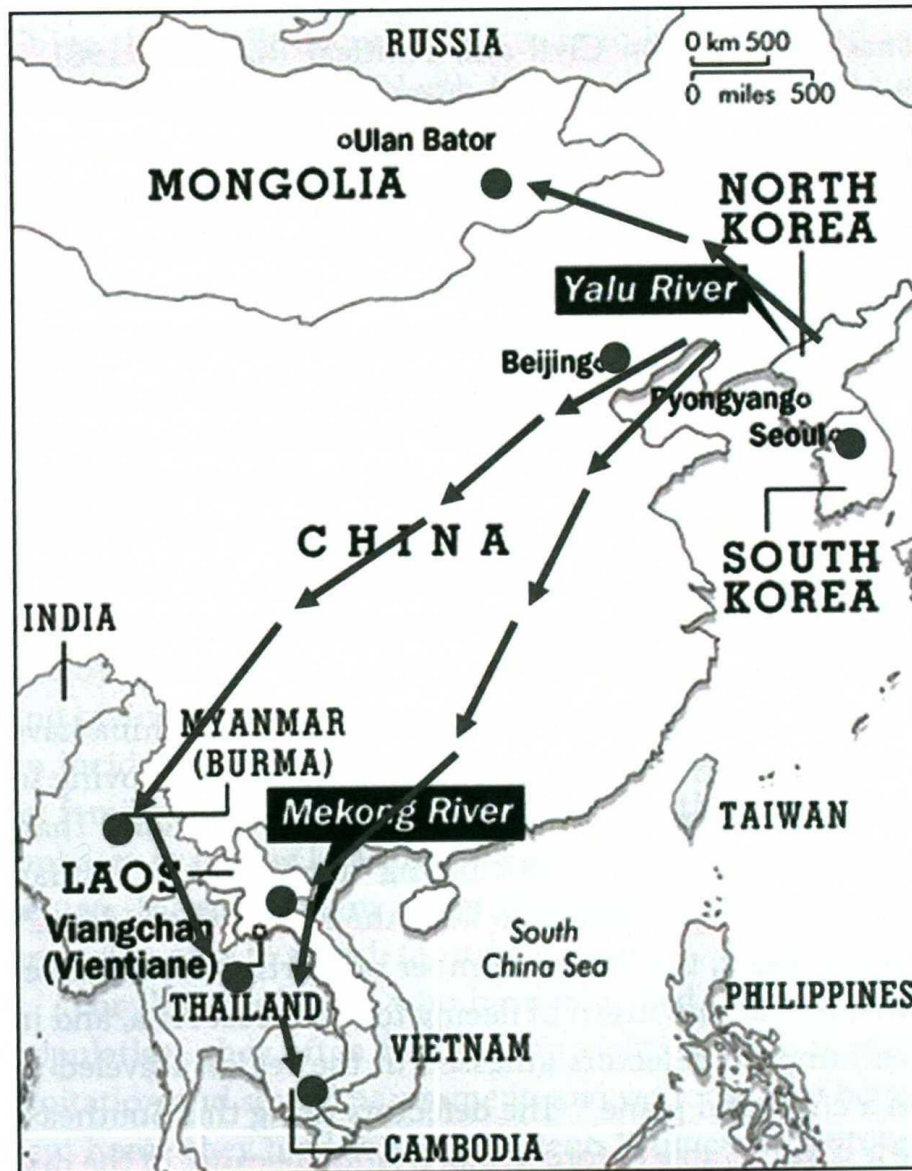 RUSSIA
0 km 500
0 miles 500
Ulan Bator
MONGOLIA
NORTH
KOREA
Yalu River
Beijing
Pyongyang
Seoul
CHINA
SOUTH
KOREA
INDIA
MYANMAR
(BURMA)
Mekong River
TAIWAN
LAOS
Viangchan
(Vientiane)
South
China Sea
THAILAND
PHILIPPINES
VIETNAM
CAMBODIA